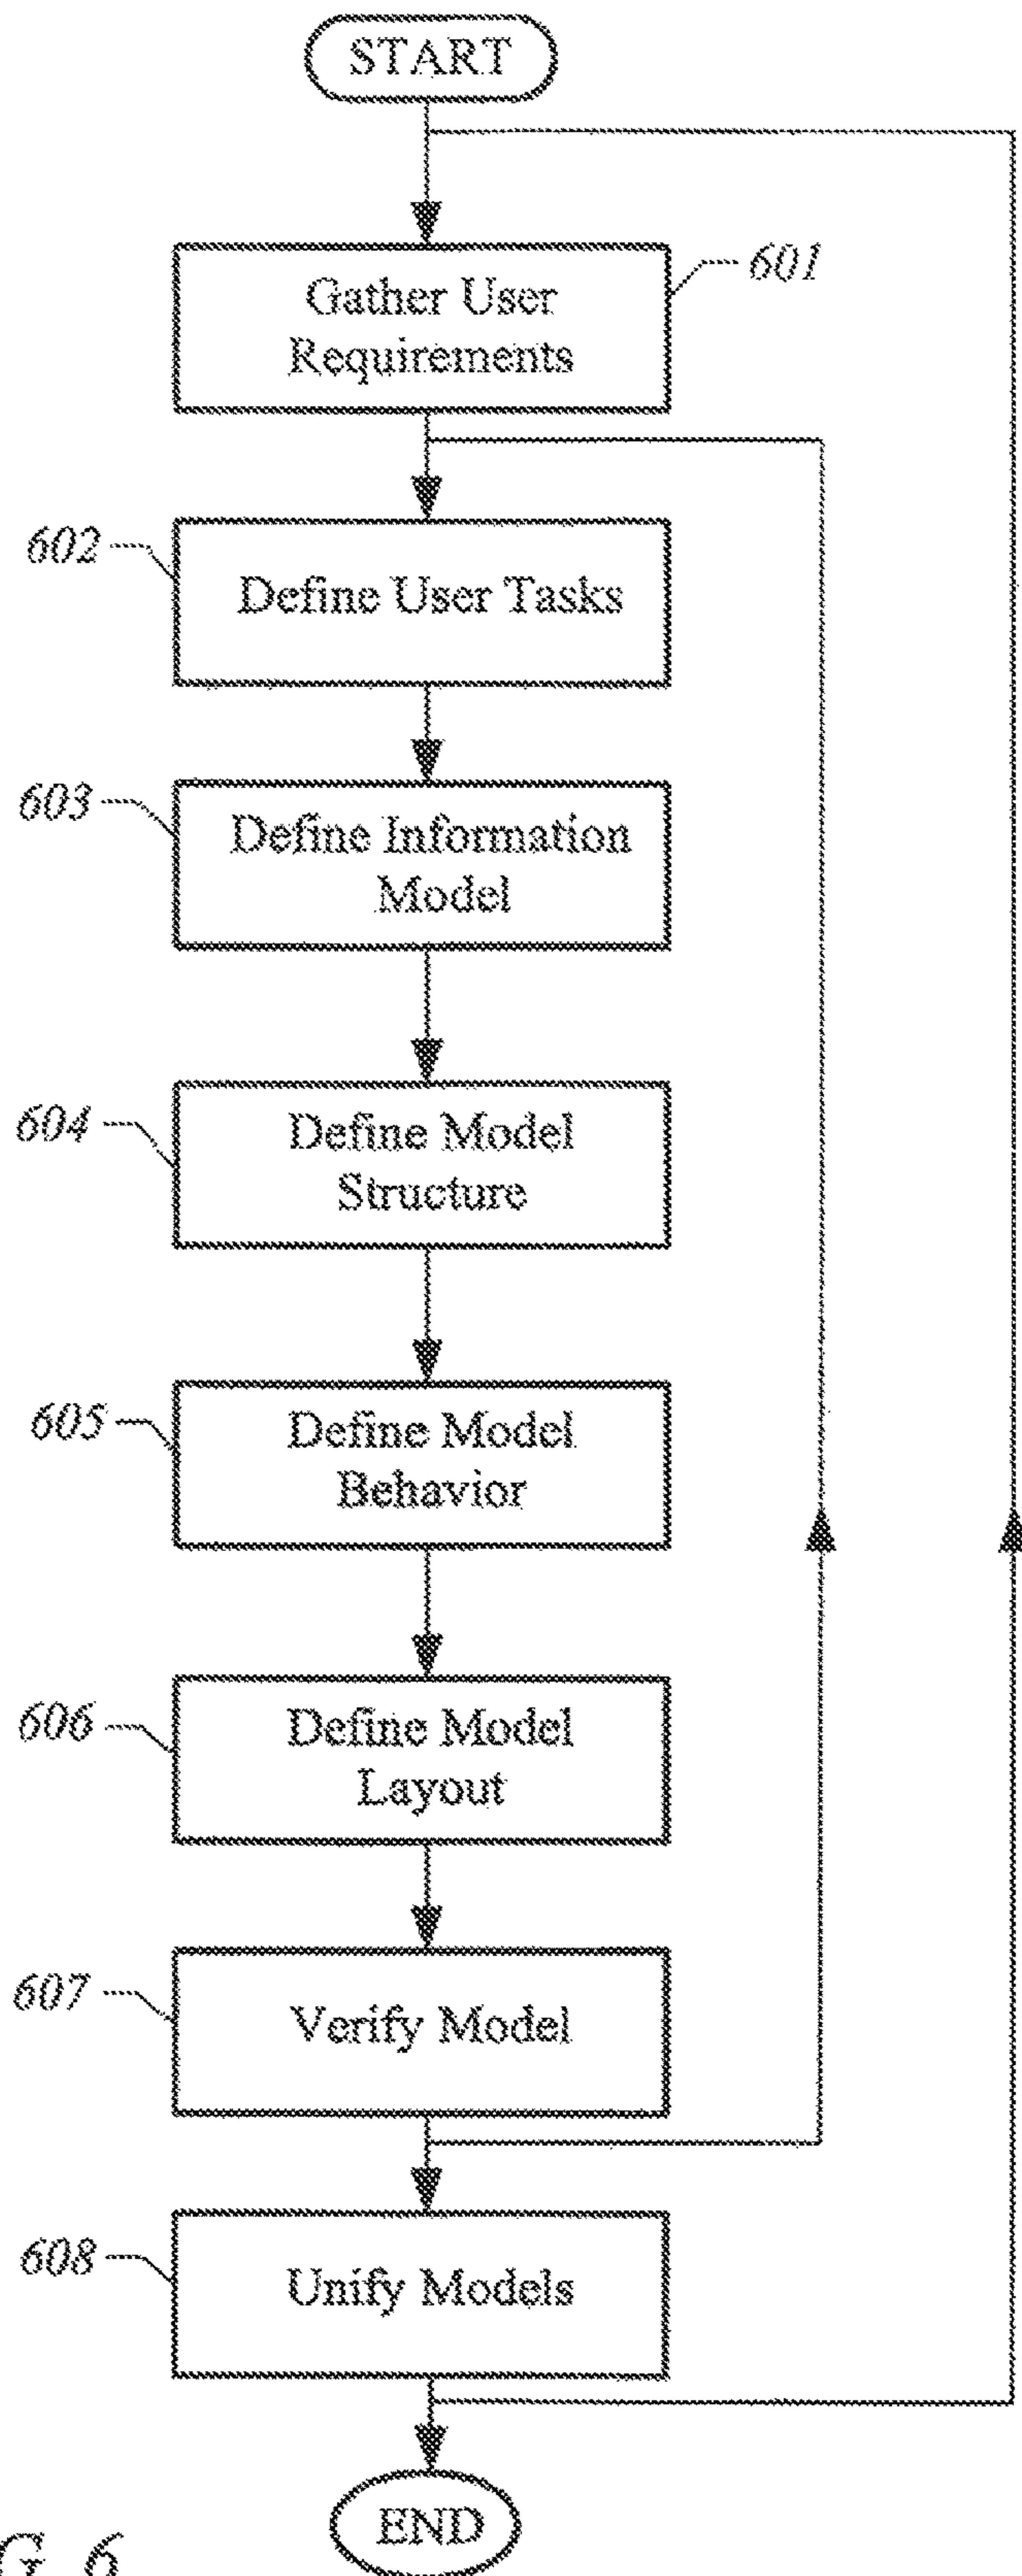 START
601
Gather User
Requirements
602
Define User Tasks
603
Define Information
Model
604
Define Model
Structure
605
Define Model
Behavior
606
Define Model
Layout
607
Verify Model
608
Unify Models
END
G. 6